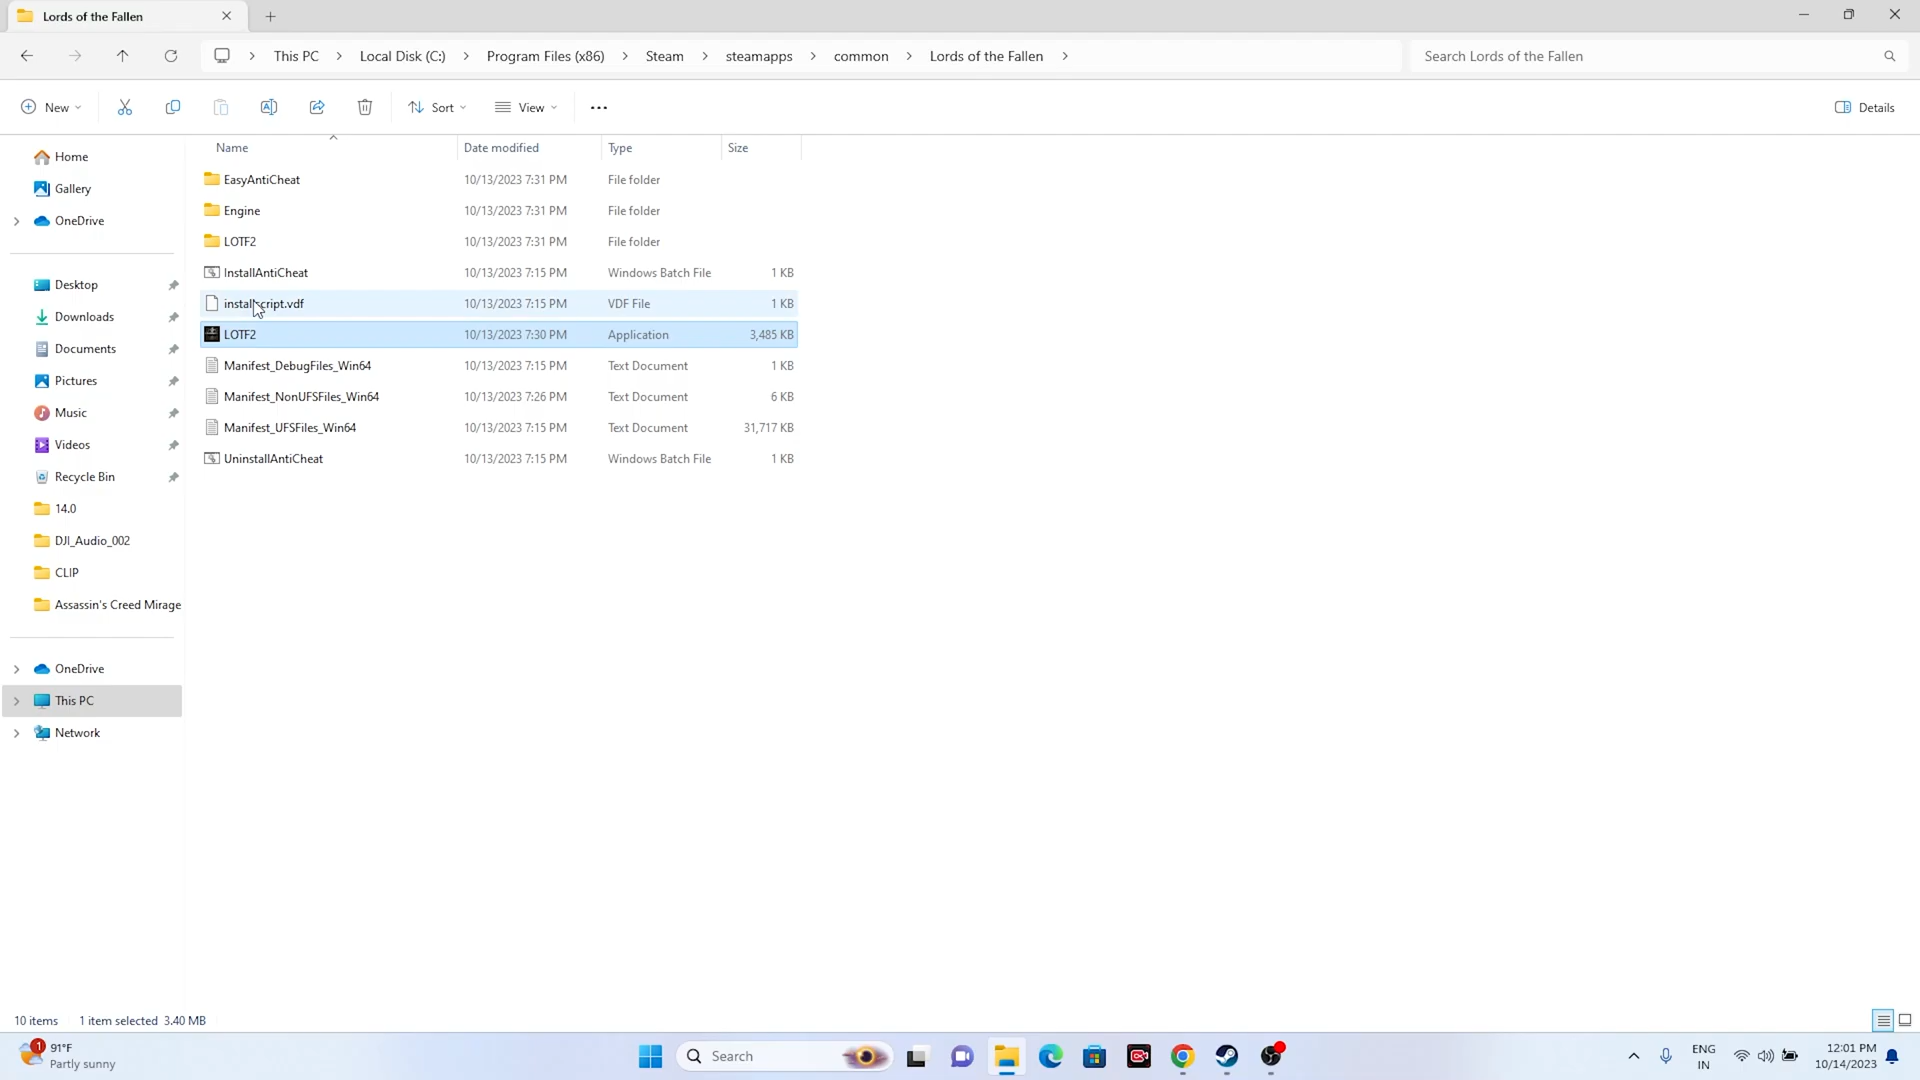 Lords of the Fallen
This PC Local Disk (C:) Program Files (x86) Steam steamapps common Lords of the Fallen
Search Lords of the Fallen
New Sort View Details
Name Date modified Type Size
Home
Gallery
OneDrive
Desktop
Downloads
Documents
Pictures
Music
Videos
Recycle Bin
14.0
DJI_Audio_002
CLIP
Assassin's Creed Mirage
OneDrive
This PC
Network
EasyAntiCheat 10/13/2023 7:31 PM File folder
Engine 10/13/2023 7:31 PM File folder
LOTF2 10/13/2023 7:31 PM File folder
InstallAntiCheat 10/13/2023 7:15 PM Windows Batch File 1 KB
installscript.vdf 10/13/2023 7:15 PM VDF File 1 KB
LOTF2 10/13/2023 7:30 PM Application 3,485 KB
Manifest_DebugFiles_Win64 10/13/2023 7:15 PM Text Document 1 KB
Manifest_NonUFSFiles_Win64 10/13/2023 7:26 PM Text Document 6 KB
Manifest_UFSFiles_Win64 10/13/2023 7:15 PM Text Document 31,717 KB
UninstallAntiCheat 10/13/2023 7:15 PM Windows Batch File 1 KB
10 items 1 item selected 3.40 MB
1
91°F
Partly sunny
Search
ENG
IN
12:01 PM
10/14/2023